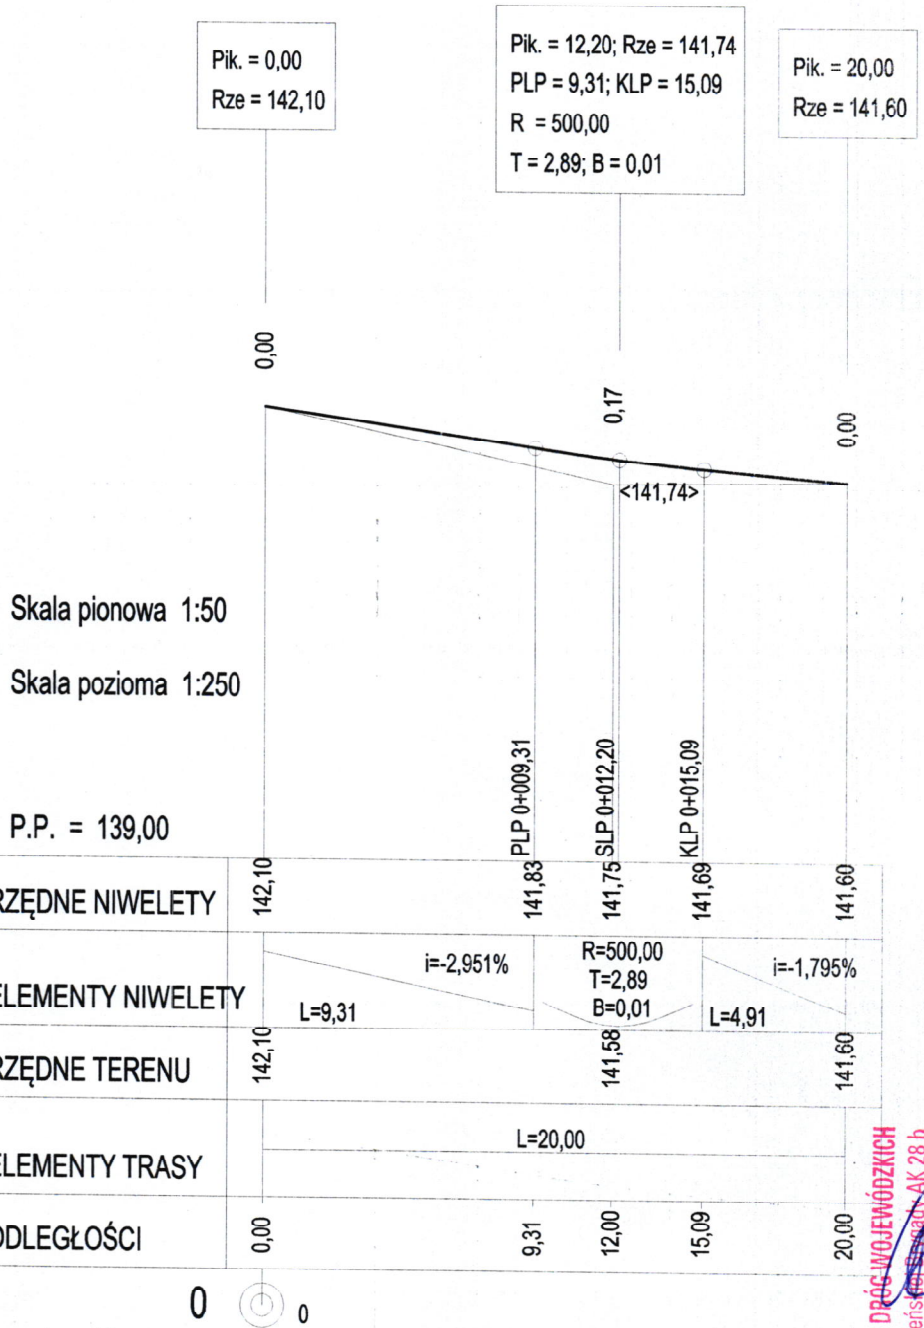 Pik. = 0,00
Rze = 142,10
Pik. = 12,20; Rze = 141,74
PLP = 9,31; KLP = 15,09
R = 500,00
T = 2,89; B = 0,01
Pik. = 20,00
Rze = 141,60
0,00
0,17
0,00
<141,74>
Skala pionowa 1:50
Skala pozioma 1:250
PLP 0+009,31
SLP 0+012,20
KLP 0+015,09
P.P. = 139,00
RZĘDNE NIWELETY
142,10
141,83
141,75
141,69
141,60
ELEMENTY NIWELETY
L=9,31
i=-2,951%
R=500,00
T=2,89
B=0,01
L=4,91
i=-1,795%
RZĘDNE TERENU
142,10
141,58
141,60
ELEMENTY TRASY
L=20,00
ODLEGŁOŚCI
0,00
9,31
12,00
15,09
20,00
0
0
DRÓG WOJEWÓDZKICH
AK 28 b